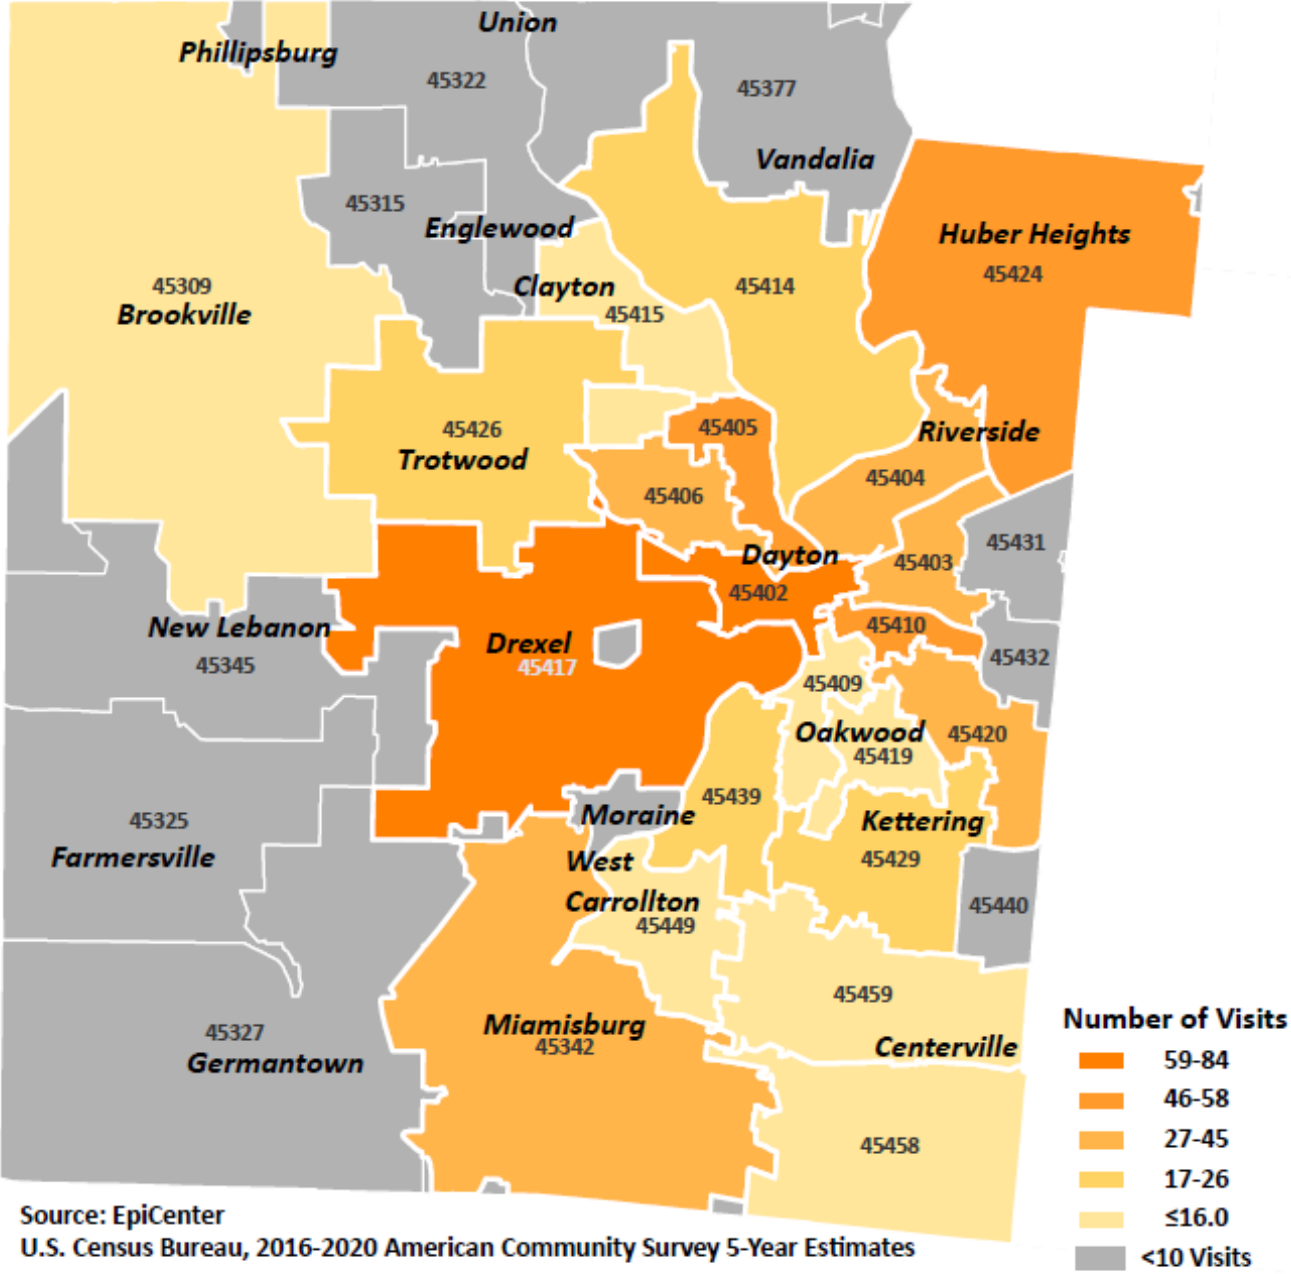 Union
Phillipsburg
45322
45377
Vandalia
45315
Englewood
Huber Heights
45424
45309
Brookville
Clayton
45415
45414
45426
Trotwood
45405
Riverside
45404
45406
45431
Dayton
45403
45402
New Lebanon
45345
Drexel
45417
45410
45432
45409
Oakwood
45419
45420
45439
Moraine
Kettering
45429
45325
Farmersville
West
Carrollton
45449
45440
45459
Centerville
Miamisburg
45342
45327
Germantown
45458
Number of Visits
59-84
46-58
27-45
17-26
≤16.0
<10 Visits
Source: EpiCenter
U.S. Census Bureau, 2016-2020 American Community Survey 5-Year Estimates